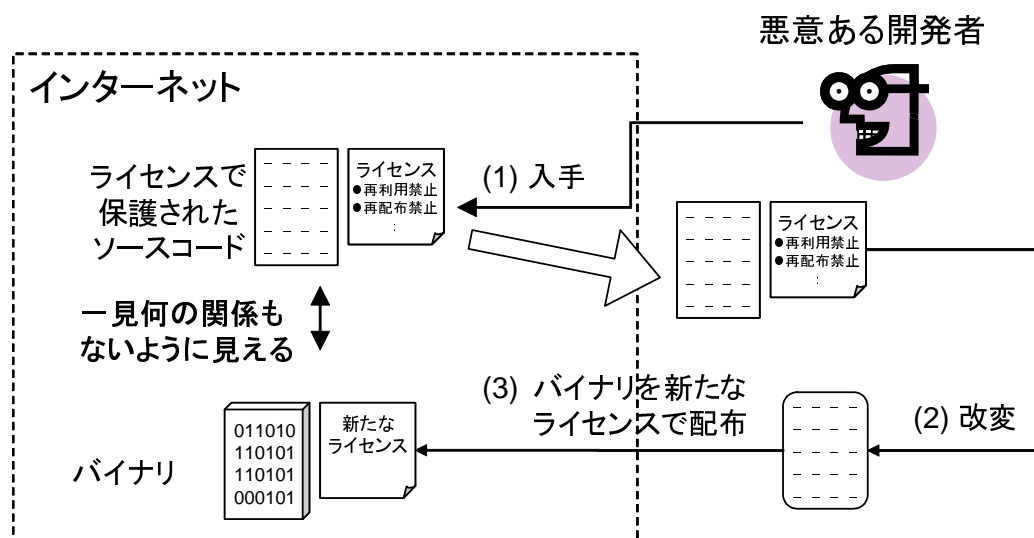 悪意ある開発者
インターネット
ライセンスで
保護された
ソースコード
ライセンス
●再利用禁止
●再配布禁止
:
(1) 入手
ライセンス
●再利用禁止
●再配布禁止
:
一見何の関係も
ないように見える
(3) バイナリを新たな
ライセンスで配布
(2) 改変
バイナリ
011010
110101
110101
000101
新たな
ライセンス